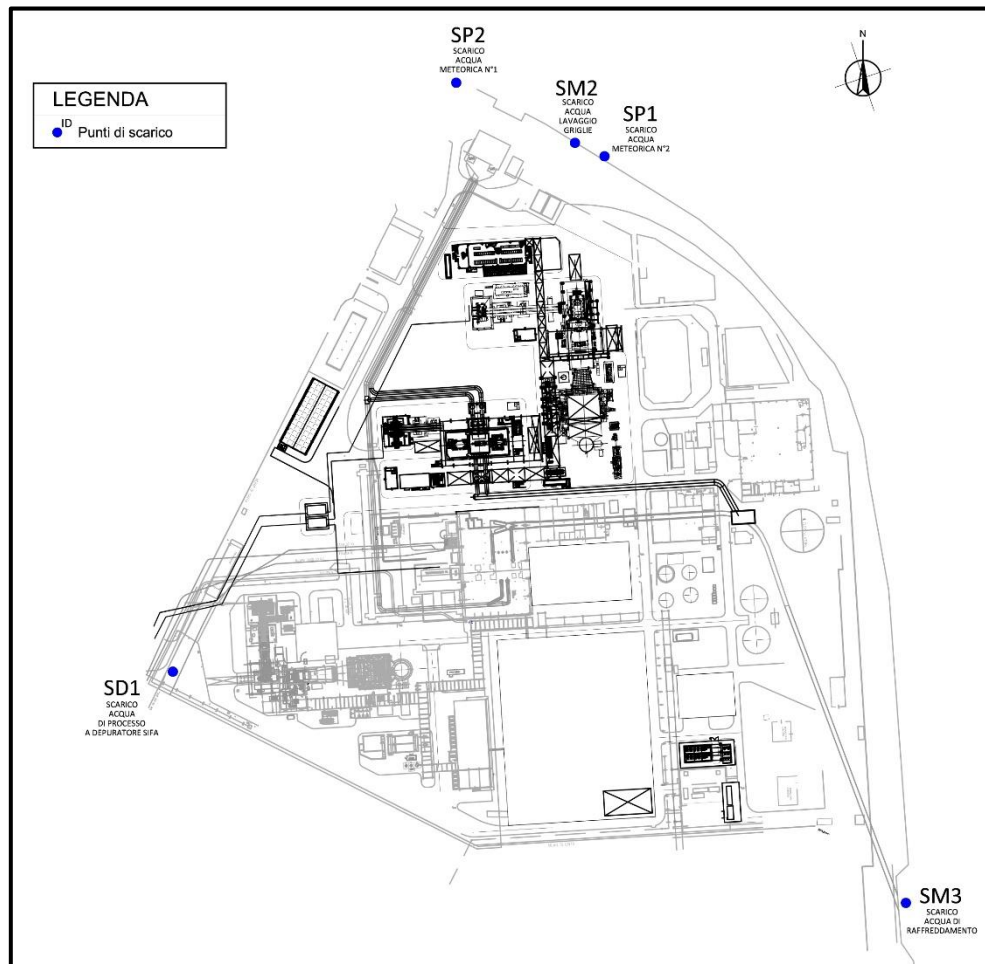 SP2
SCARICO
ACQUA
METEORICA N°1
N
LEGENDA
ID
Punti di scarico
SM2
SCARICO
ACQUA
LAVAGGIO
GRIGLIE
SP1
SCARICO
ACQUA
METEORICA N°2
SD1
SCARICO
ACQUA
DI PROCESSO
A DEPURATORE SIFA
SM3
SCARICO
ACQUA DI
RAFFREDDAMENTO